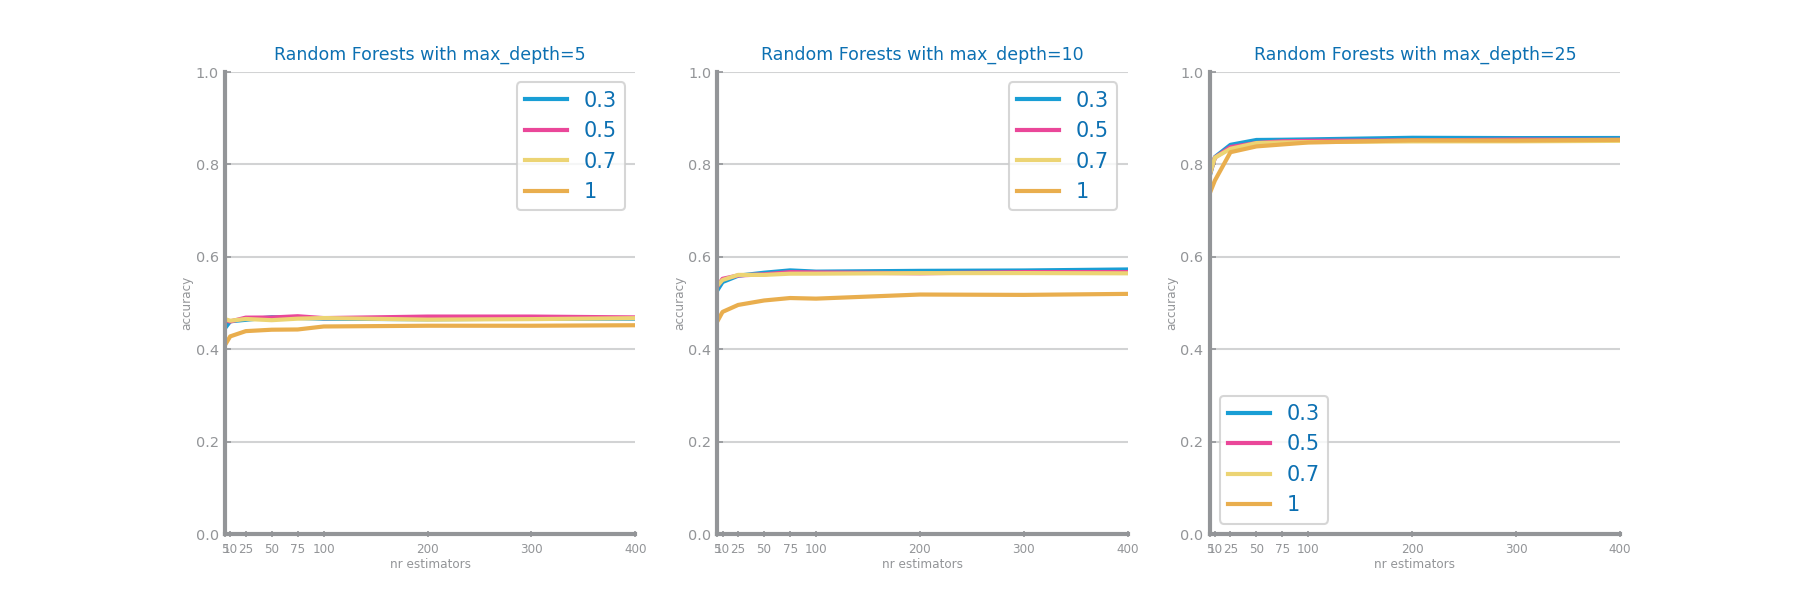 Random Forests with max_depth=5
1.0
0.8
0.6
0.4
0.2
0.0
accuracy
0.3
0.5
0.7
1
5 10 25 50 75 100 200 300 400
nr estimators
Random Forests with max_depth=10
1.0
0.8
0.6
0.4
0.2
0.0
accuracy
0.3
0.5
0.7
1
5 10 25 50 75 100 200 300 400
nr estimators
Random Forests with max_depth=25
1.0
0.8
0.6
0.4
0.2
0.0
accuracy
0.3
0.5
0.7
1
5 10 25 50 75 100 200 300 400
nr estimators